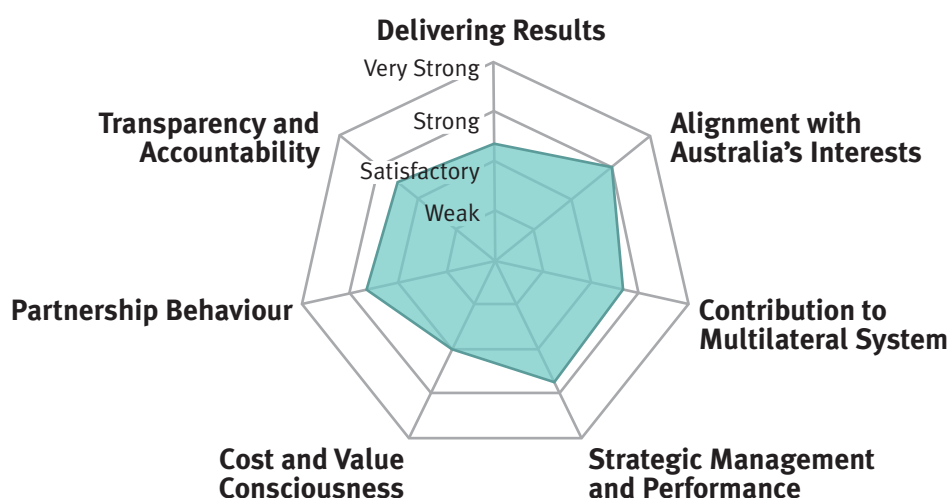 Delivering Results
Very Strong
Strong
Satisfactory
Weak
Alignment with
Australia's Interests
Contribution to
Multilateral System
Strategic Management
and Performance
Cost and Value
Consciousness
Partnership Behaviour
Transparency and
Accountability